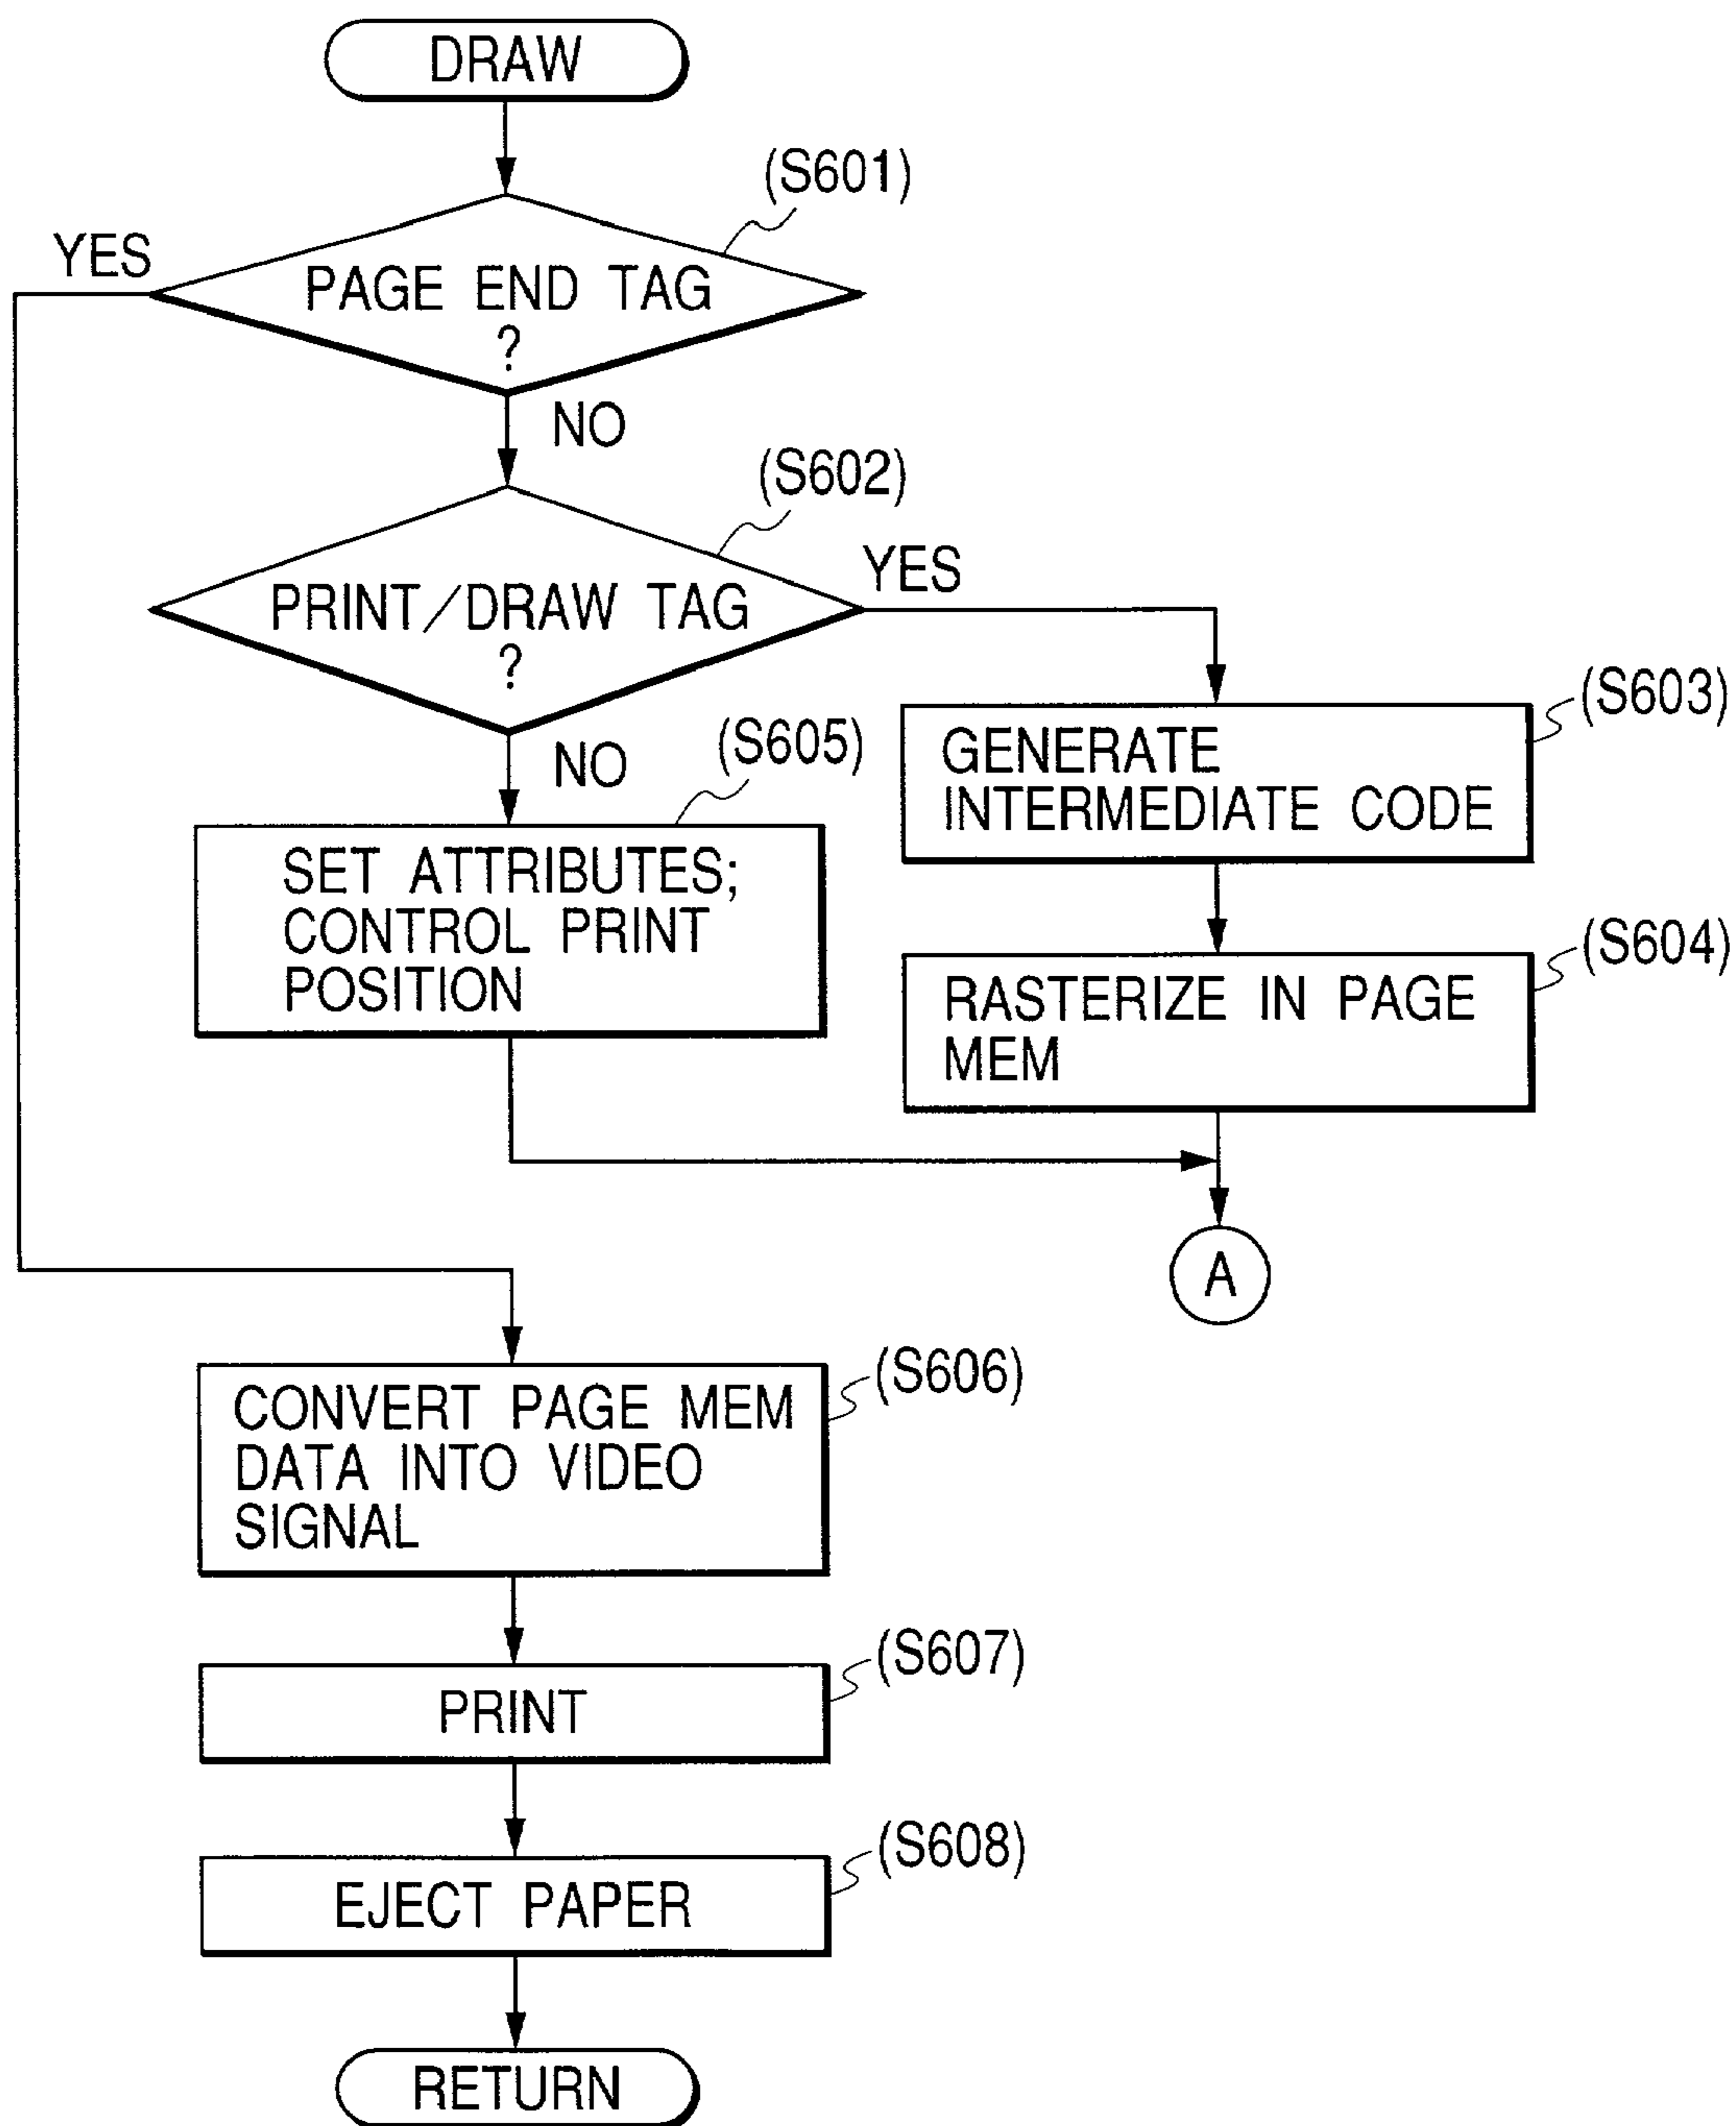 DRAW
(S601)
YES
PAGE END TAG
?
NO
(S602)
YES
PRINT/DRAW TAG
?
(S603)
(S605)
NO
GENERATE
INTERMEDIATE CODE
SET ATTRIBUTES;
CONTROL PRINT
POSITION
(S604)
RASTERIZE IN PAGE
MEM
A
(S606)
CONVERT PAGE MEM
DATA INTO VIDEO
SIGNAL
(S607)
PRINT
(S608)
EJECT PAPER
RETURN